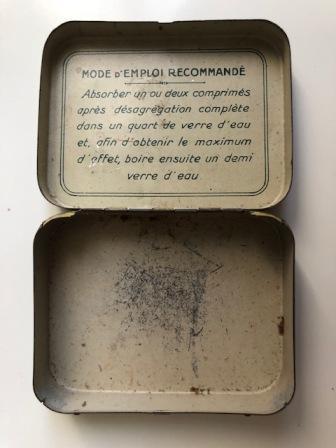 MODE D'EMPLOI RECOMMANDÉ
Absorber un ou deux comprimés
après désagrégation complète
dans un quart de verre d'eau
et, afin d'obtenir le maximum
d'effet, boire ensuite un demi
verre d'eau